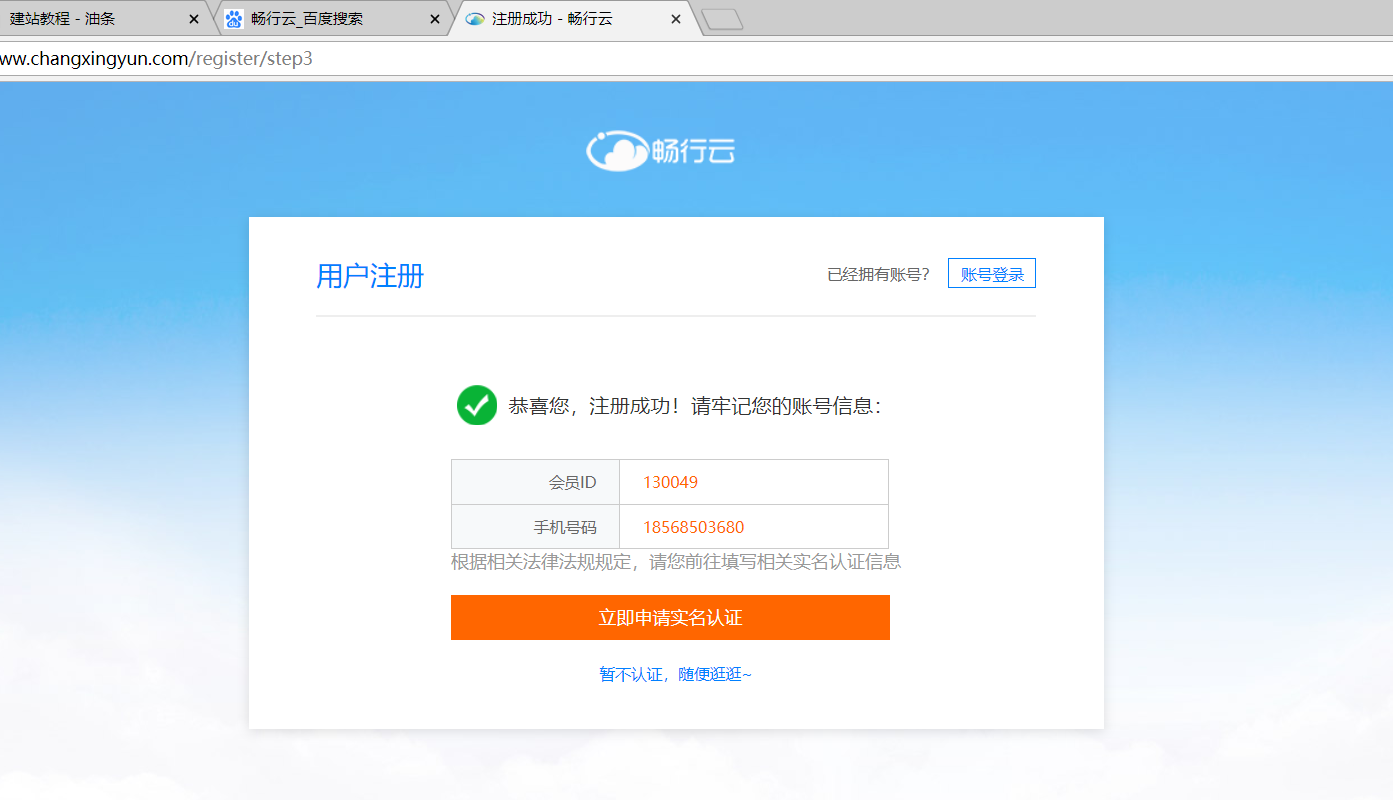 建站教程 - 油条
畅行云_百度搜索
注册成功 - 畅行云
ww.changxingyun.com/register/step3
畅行云
用户注册
已经拥有账号?
账号登录
恭喜您，注册成功！请牢记您的账号信息：
会员ID
130049
手机号码
18568503680
根据相关法律法规规定，请您前往填写相关实名认证信息
立即申请实名认证
暂不认证，随便逛逛~